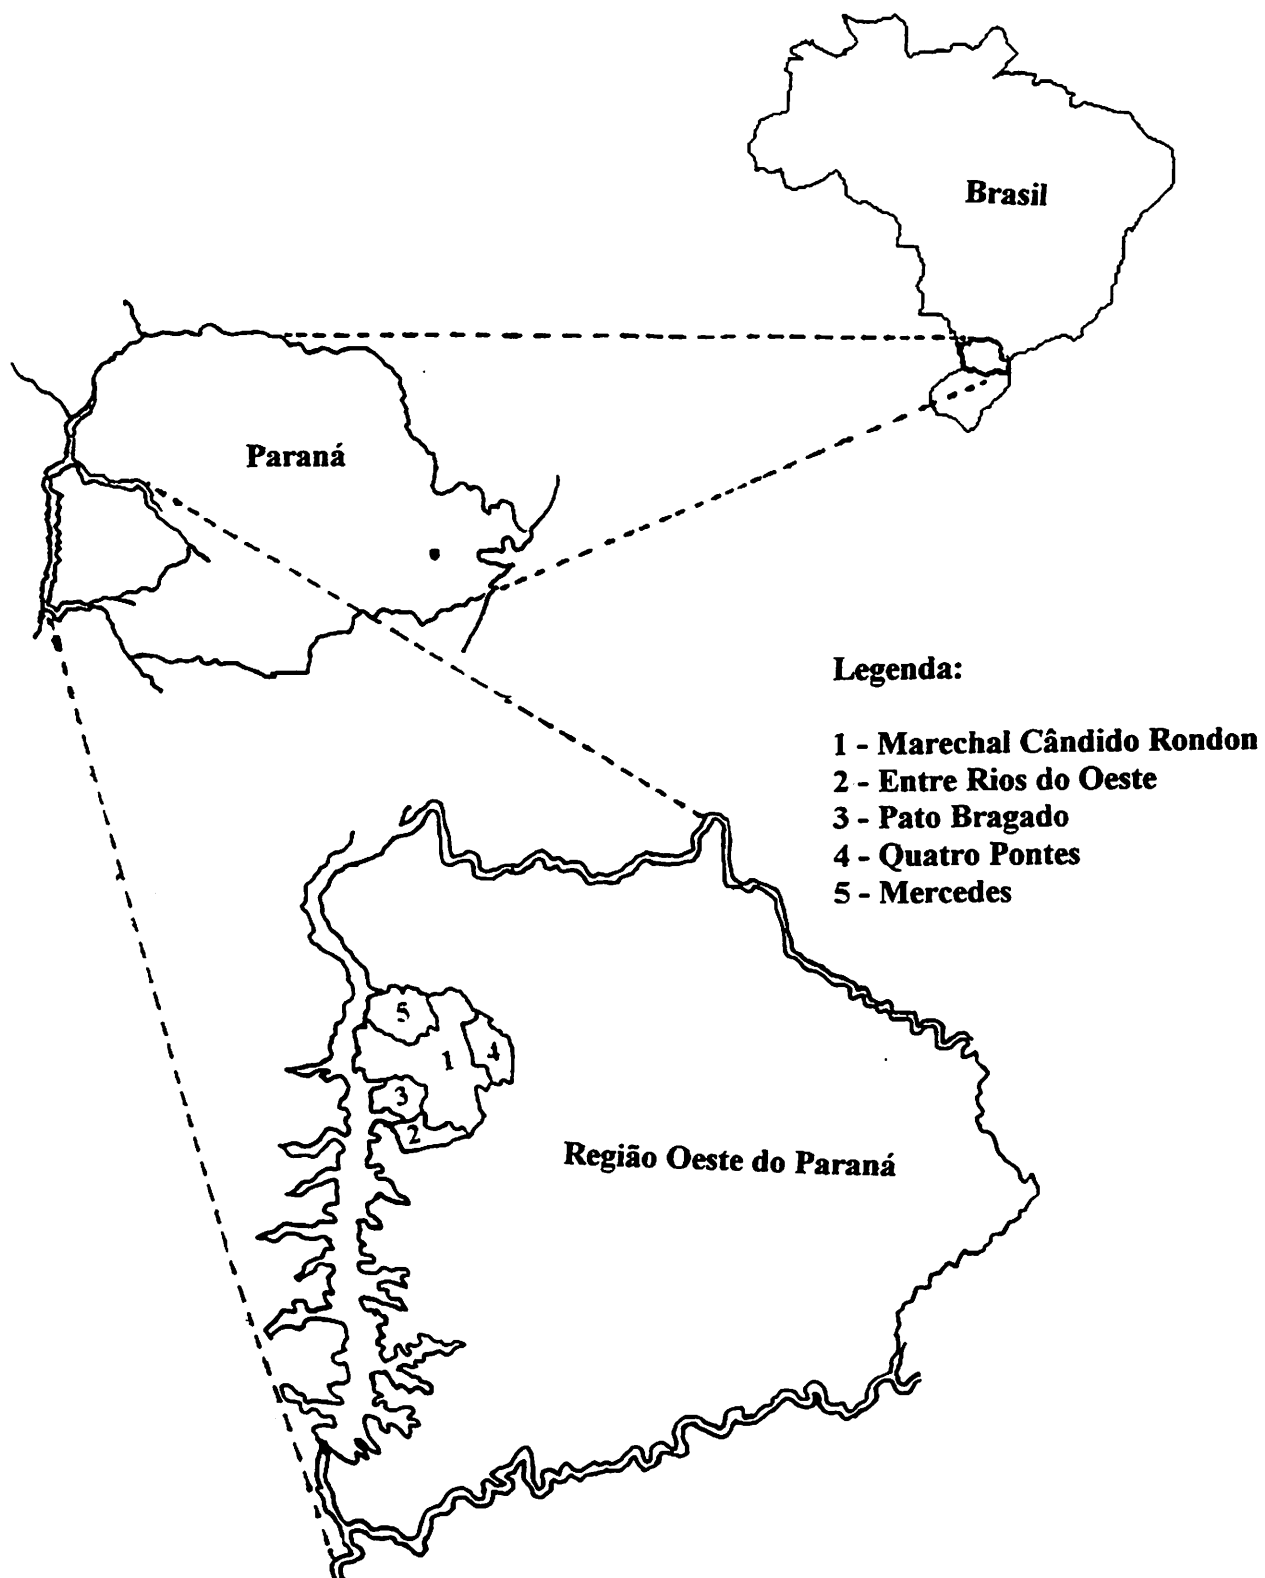 Brasil
Paraná
Legenda:
1 - Marechal Cândido Rondon
2 - Entre Rios do Oeste
3 - Pato Bragado
4 - Quatro Pontes
5 - Mercedes
5
1
4
3
2
Região Oeste do Paraná